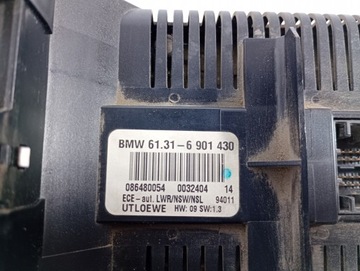 BMW 61.31-6 901 430
086480054 0032404 14
ECE-aut. LWR/NSW/NSL 94011
UTLOEWE HW: 09 SW:1.3